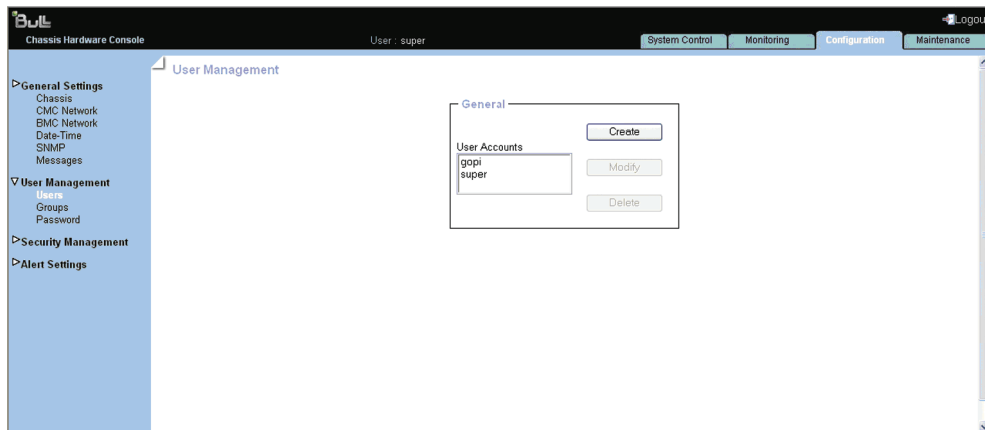 Bull
Logou
Chassis Hardware Console
User : super
System Control
Monitoring
Configuration
Maintenance
General Settings
Chassis
CMC Network
BMC Network
Date-Time
SNMP
Messages
User Management
Users
Groups
Password
Security Management
Alert Settings
User Management
General
User Accounts
gopi
super
Create
Modify
Delete